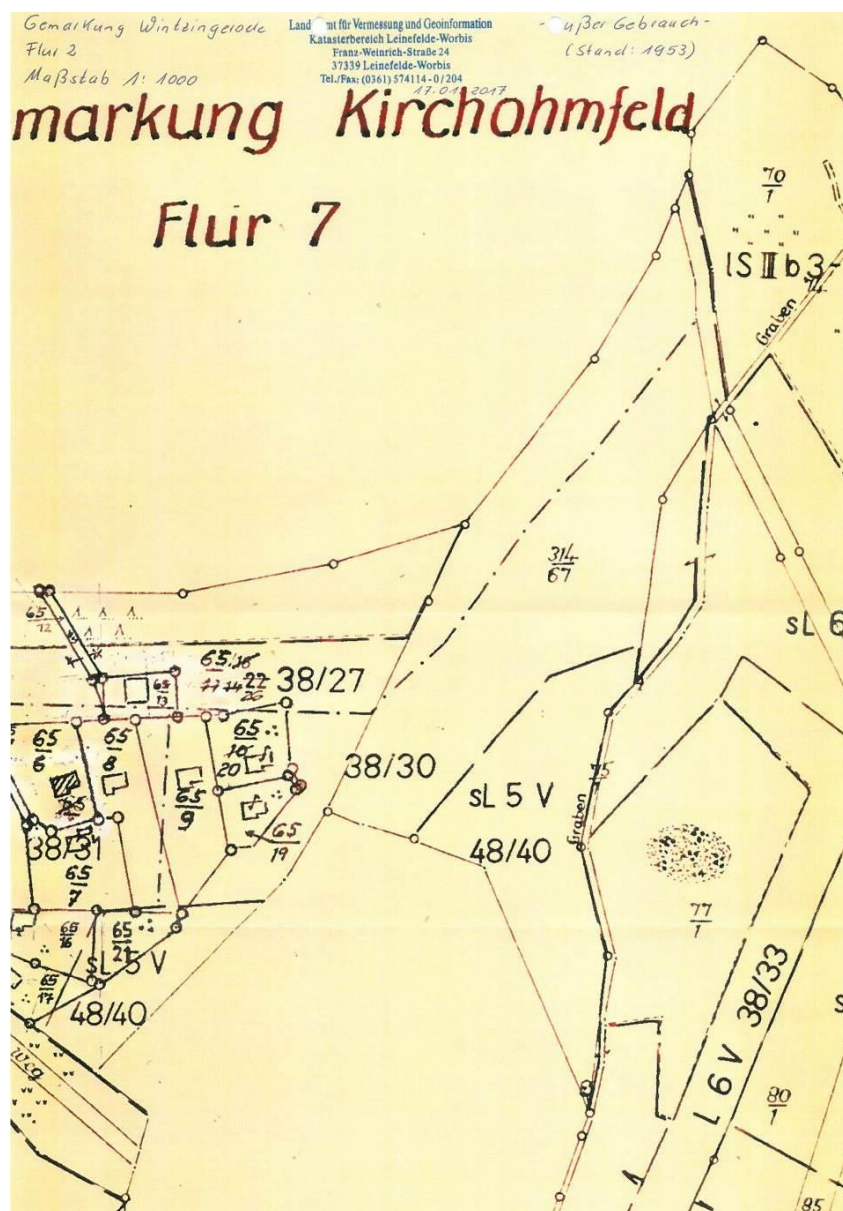 Gemarkung Wintzingerode
Flur 2
Maßstab 1: 1000
Landesamt für Vermessung und Geoinformation
Katasterbereich Leinefelde-Worbis
Franz-Weinrich-Straße 24
37339 Leinefelde-Worbis
Tel./Fax: (0361) 574114 - 0 / 204
17.01.2017
- Außer Gebrauch -
(Stand: 1953)
markung Kirchohmfeld
Flur 7
70
1
lS II b 3-
Graben
314
67
sL 6
65
12
65
13
65
38/27
65
6
65
8
65
20
38/30
sL 5 V
48/40
Graben
65
9
65
19
38/31
65
7
77
1
65
21
sL 5 V
65
17
48/40
Weg
L 6 V 38/33
80
1
85